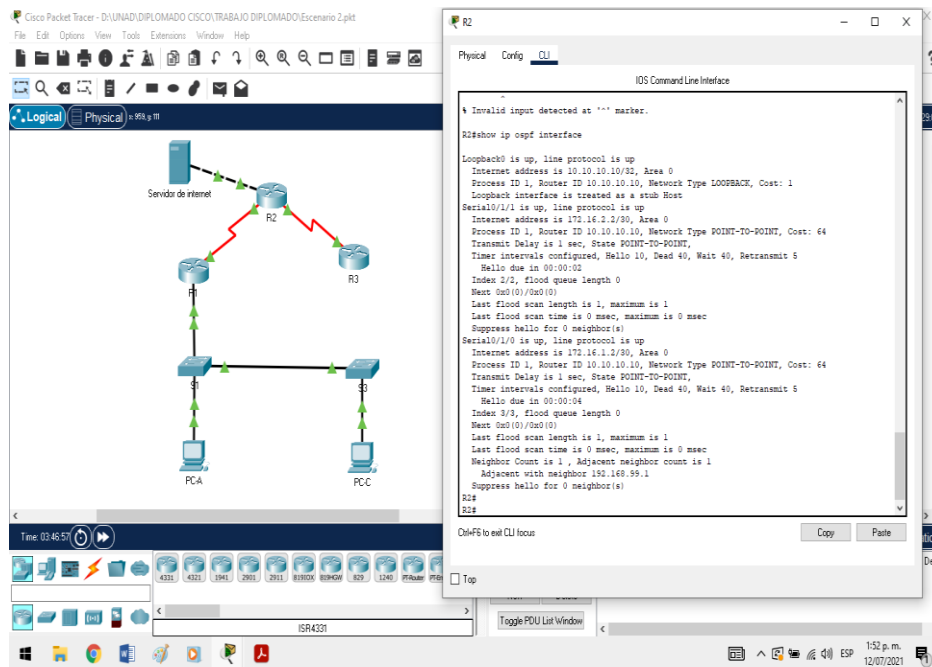 Cisco Packet Tracer - D:\UNAD\DIPLOMADO CISCO\TRABAJO DIPLOMADO\Escenario 2.pkt
File Edit Options View Tools Extensions Window Help
Logical Physical x: 959, y: 111
Servidor de internet
R2
R3
R1
S1
S3
PC-A
PC-C
Time: 03:46:57
4331 4321 1941 2901 2911 819IOX 819HGW 829 1240 PT-Router
ISR4331
R2
Physical Config CLI
IOS Command Line Interface
^
% Invalid input detected at '^' marker.
R2#show ip ospf interface
Loopback0 is up, line protocol is up
Internet address is 10.10.10.10/32, Area 0
Process ID 1, Router ID 10.10.10.10, Network Type LOOPBACK, Cost: 1
Loopback interface is treated as a stub Host
Serial0/1/1 is up, line protocol is up
Internet address is 172.16.2.2/30, Area 0
Process ID 1, Router ID 10.10.10.10, Network Type POINT-TO-POINT, Cost: 64
Transmit Delay is 1 sec, State POINT-TO-POINT,
Timer intervals configured, Hello 10, Dead 40, Wait 40, Retransmit 5
Hello due in 00:00:02
Index 2/2, flood queue length 0
Next 0x0(0)/0x0(0)
Last flood scan length is 1, maximum is 1
Last flood scan time is 0 msec, maximum is 0 msec
Suppress hello for 0 neighbor(s)
Serial0/1/0 is up, line protocol is up
Internet address is 172.16.1.2/30, Area 0
Process ID 1, Router ID 10.10.10.10, Network Type POINT-TO-POINT, Cost: 64
Transmit Delay is 1 sec, State POINT-TO-POINT,
Timer intervals configured, Hello 10, Dead 40, Wait 40, Retransmit 5
Hello due in 00:00:04
Index 3/3, flood queue length 0
Next 0x0(0)/0x0(0)
Last flood scan length is 1, maximum is 1
Last flood scan time is 0 msec, maximum is 0 msec
Neighbor Count is 1 , Adjacent neighbor count is 1
Adjacent with neighbor 192.168.99.1
Suppress hello for 0 neighbor(s)
R2#
R2#
Ctrl+F6 to exit CLI focus
Copy Paste
Top
Toggle PDU List Window
ESP
1:52 p. m.
12/07/2021